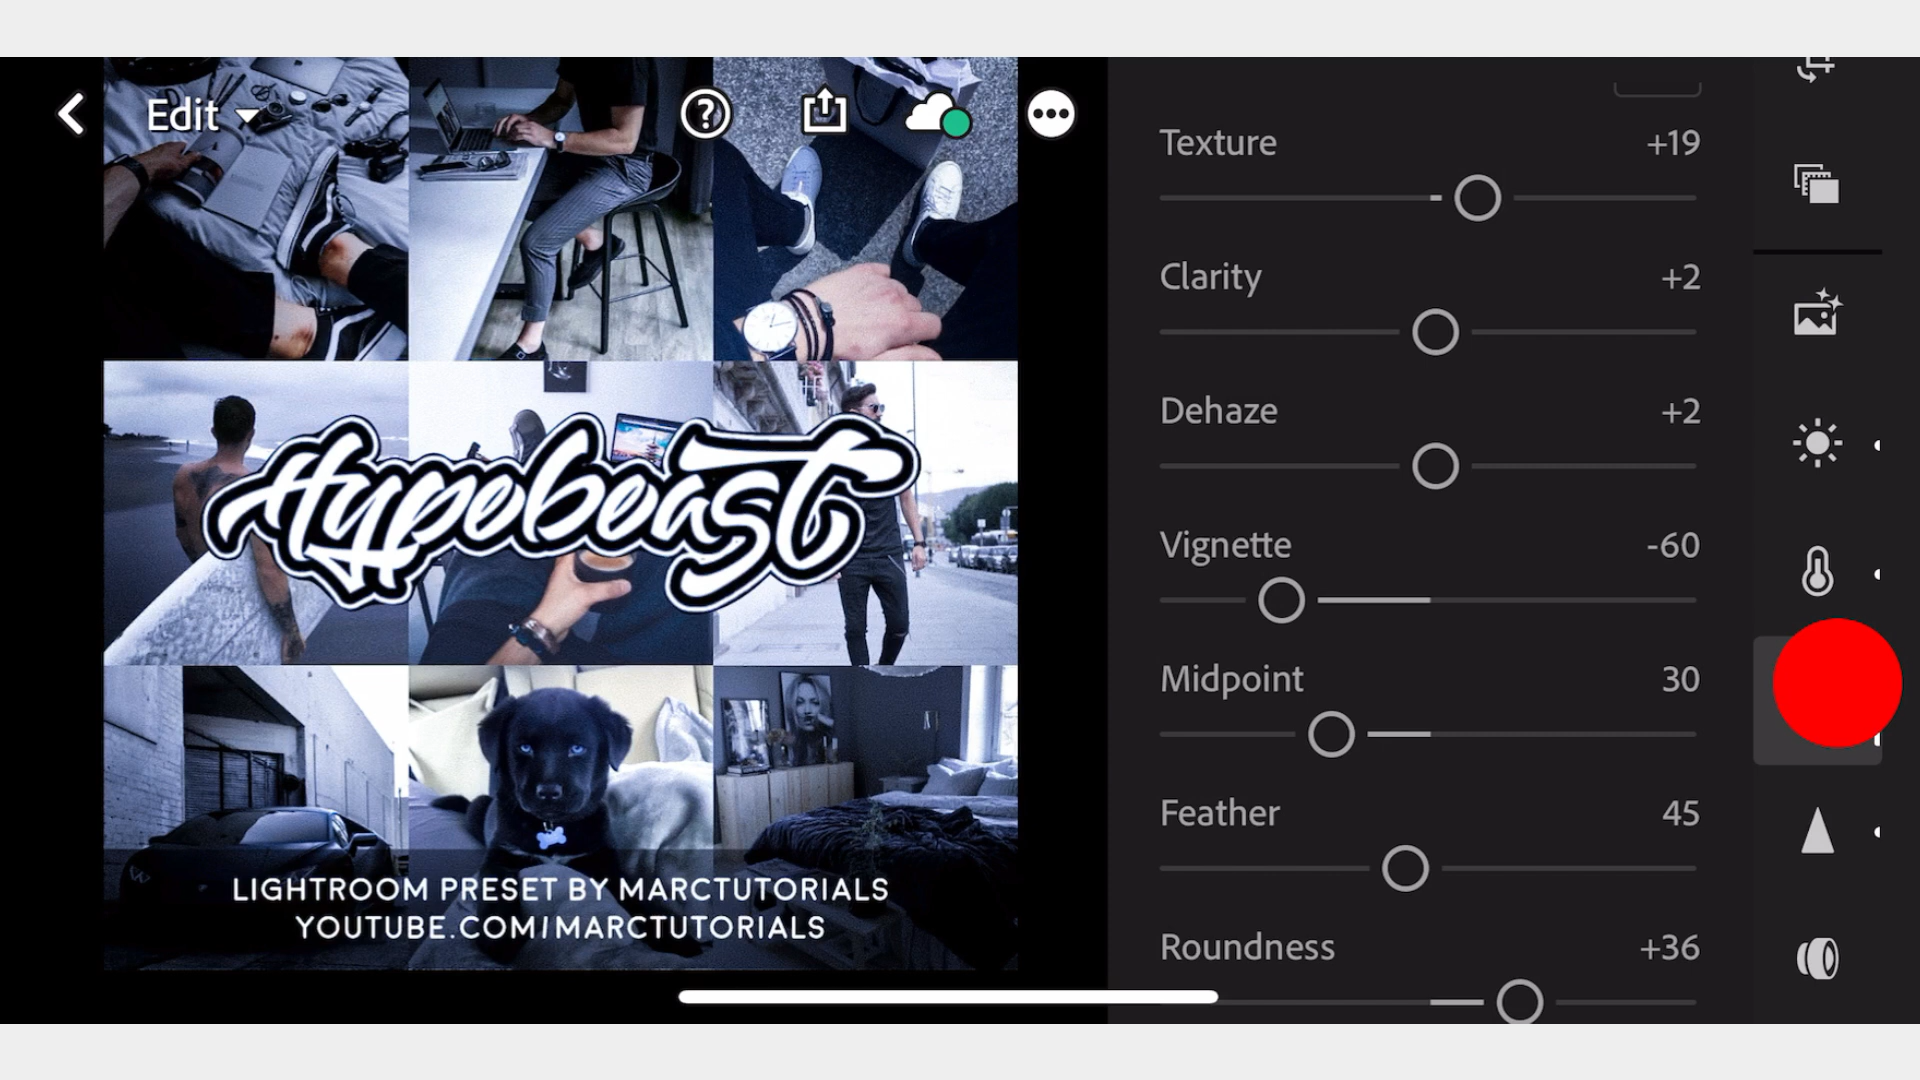 Edit
?
Hypebeast
LIGHTROOM PRESET BY MARCTUTORIALS
YOUTUBE.COM/MARCTUTORIALS
Texture +19
Clarity +2
Dehaze +2
Vignette -60
Midpoint 30
Feather 45
Roundness +36